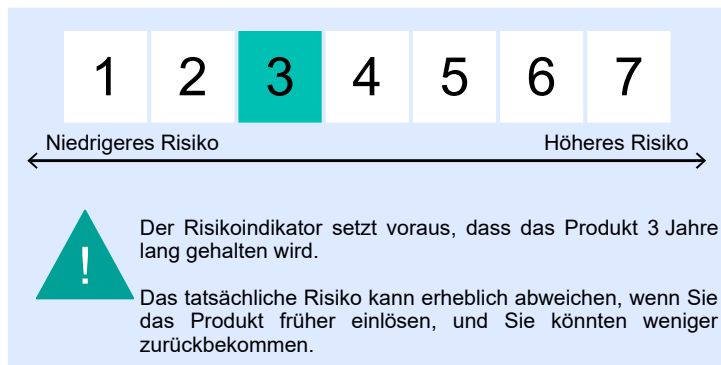 1 2 3 4 5 6 7
Niedrigeres Risiko Höheres Risiko
!
Der Risikoindikator setzt voraus, dass das Produkt 3 Jahre
lang gehalten wird.
Das tatsächliche Risiko kann erheblich abweichen, wenn Sie
das Produkt früher einlösen, und Sie könnten weniger
zurückbekommen.